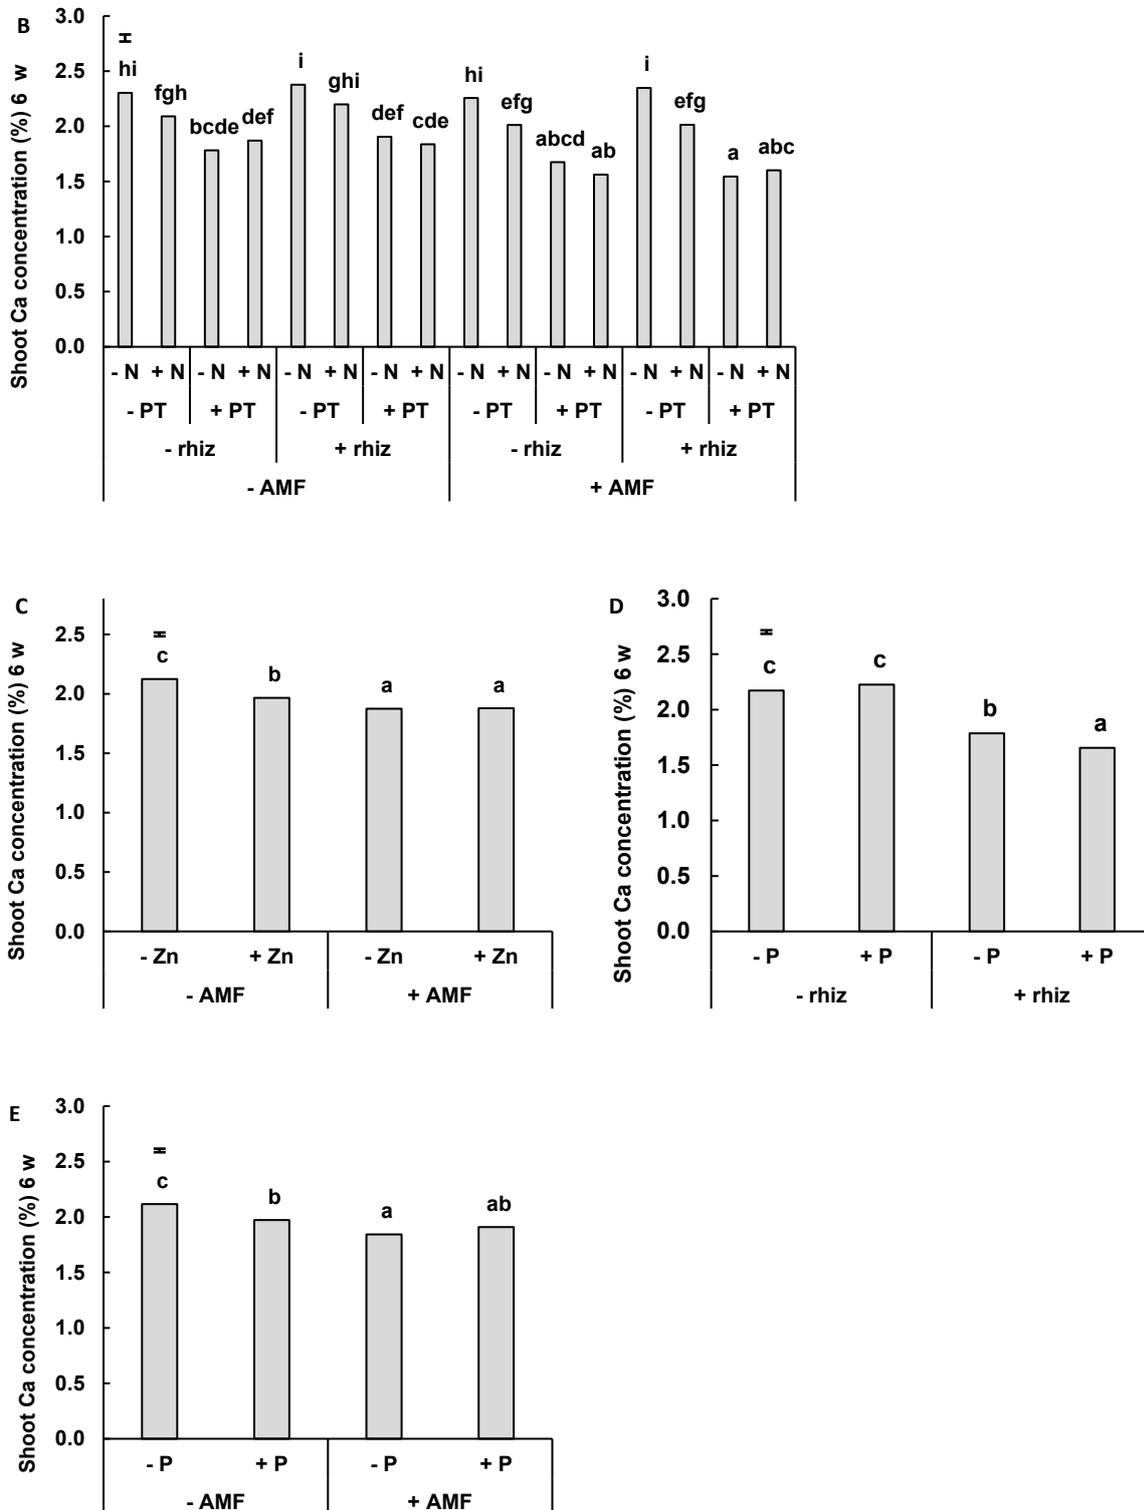 B
Shoot Ca concentration (%) 6 w
3.0
2.5
2.0
1.5
1.0
0.5
0.0
hi fgh bcde def i ghi def cde hi efg abcd ab i efg a abc
- N + N - N + N - N + N - N + N - N + N - N + N - N + N - N + N
- PT + PT - PT + PT - PT + PT - PT + PT
- rhiz + rhiz - rhiz + rhiz
- AMF + AMF
C
Shoot Ca concentration (%) 6 w
2.5
2.0
1.5
1.0
0.5
0.0
c b a a
- Zn + Zn - Zn + Zn
- AMF + AMF
D
Shoot Ca concentration (%) 6 w
3.0
2.5
2.0
1.5
1.0
0.5
0.0
c c b a
- P + P - P + P
- rhiz + rhiz
E
Shoot Ca concentration (%) 6 w
3.0
2.5
2.0
1.5
1.0
0.5
0.0
c b a ab
- P + P - P + P
- AMF + AMF